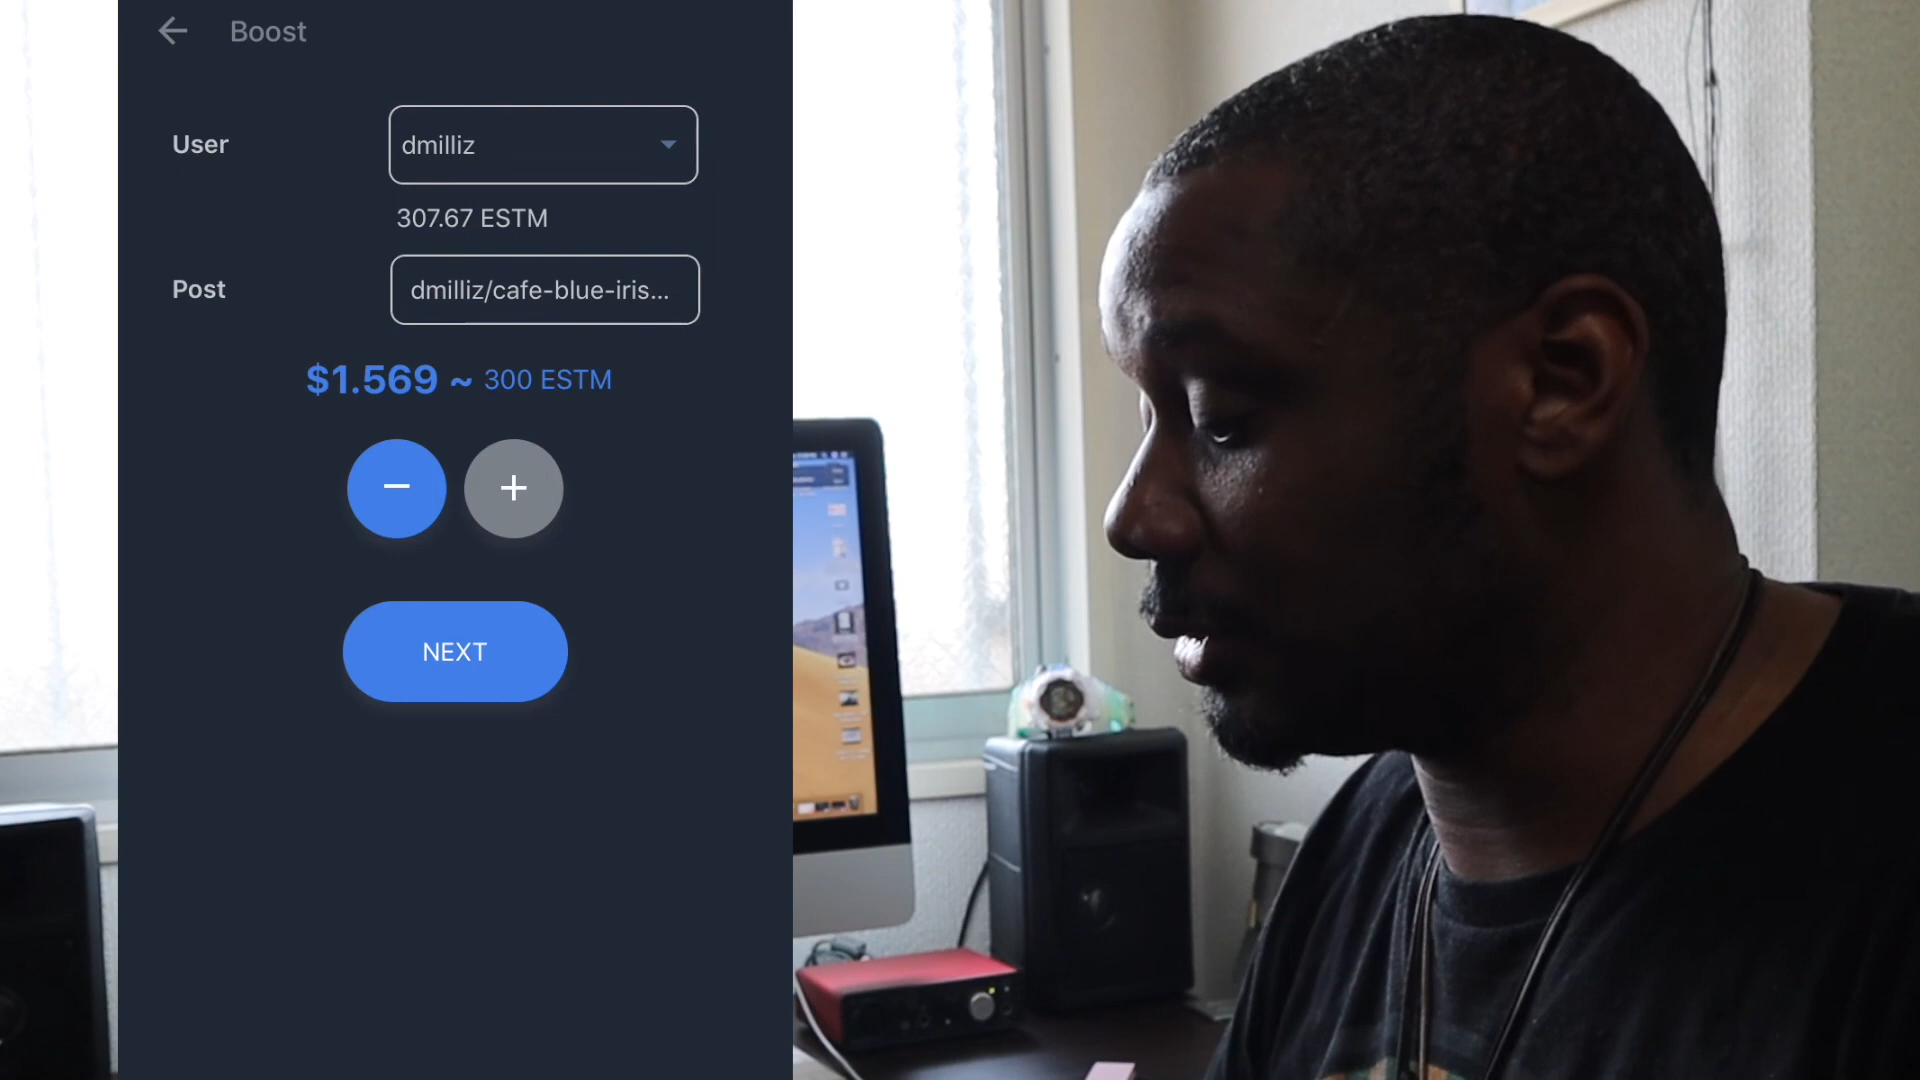 Boost
User
dmilliz
307.67 ESTM
Post
dmilliz/cafe-blue-iris...
$1.569 ~ 300 ESTM
NEXT